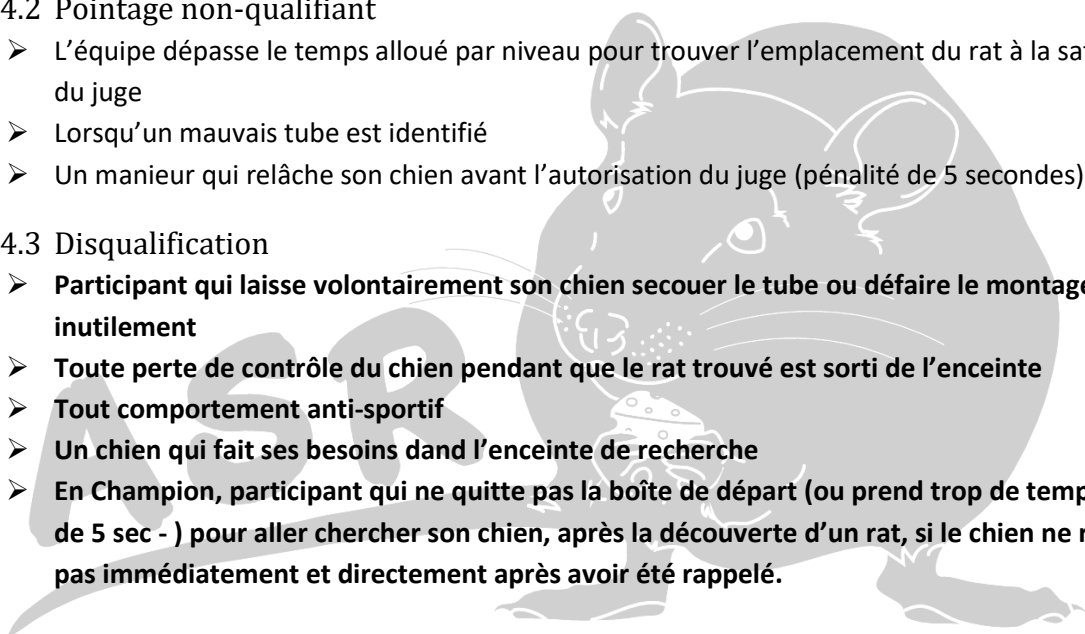 4.2 Pointage non-qualifiant
➢ L’équipe dépasse le temps alloué par niveau pour trouver l’emplacement du rat à la
du juge
➢ Lorsqu’un mauvais tube est identifié
➢ Un manieur qui relâche son chien avant l’autorisation du juge (pénalité de 5 secondes)
4.3 Disqualification
➢ Participant qui laisse volontairement son chien secouer le tube ou défaire le montage
inutilement
➢ Toute perte de contrôle du chien pendant que le rat trouvé est sorti de l’enceinte
➢ Tout comportement anti-sportif
➢ Un chien qui fait ses besoins dand l’enceinte de recherche
➢ En Champion, participant qui ne quitte pas la boîte de départ (ou prend trop de
de 5 sec - ) pour aller chercher son chien, après la découverte d’un rat, si le chien ne
pas immédiatement et directement après avoir été rappelé.
ASR